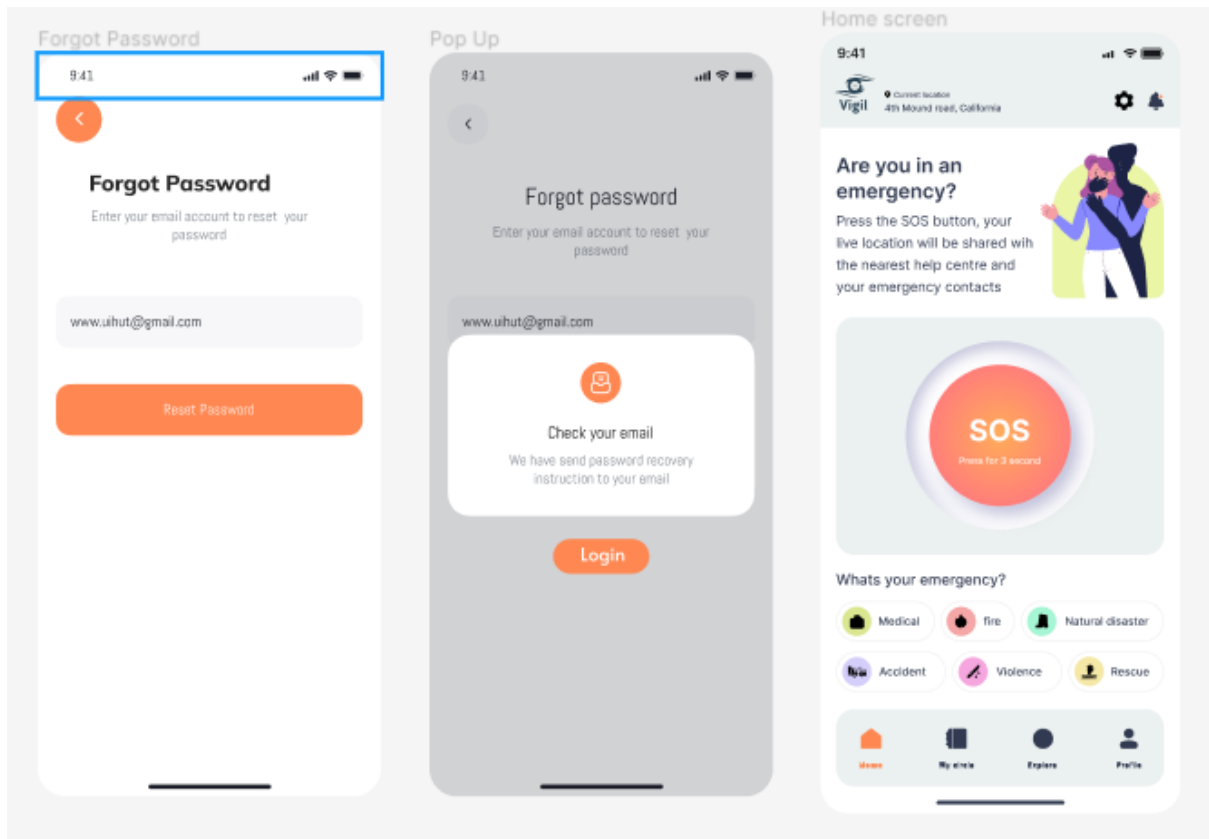 Forgot Password
9:41
Forgot Password
Enter your email account to reset your
password
www.uihut@gmail.com
Reset Password
Pop Up
9:41
Forgot password
Enter your email account to reset your
password
www.uihut@gmail.com
Check your email
We have send password recovery
instruction to your email
Login
Home screen
9:41
Vigil
Current location
4th Mound road, California
Are you in an
emergency?
Press the SOS button, your
live location will be shared wih
the nearest help centre and
your emergency contacts
SOS
Press for 3 second
Whats your emergency?
Medical
fire
Natural disaster
Accident
Violence
Rescue
Home
My circle
Explore
Profile